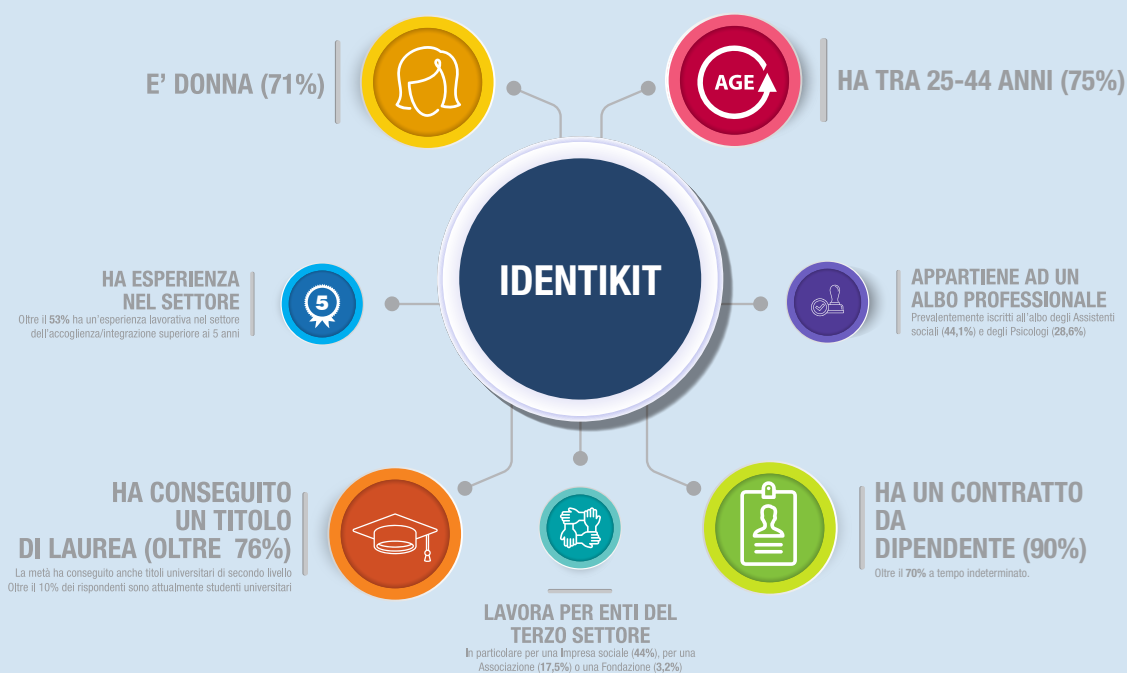 E' DONNA (71%)
AGE
HA TRA 25-44 ANNI (75%)
IDENTIKIT
HA ESPERIENZA
NEL SETTORE
Oltre il 53% ha un'esperienza lavorativa nel settore
dell'accoglienza/integrazione superiore ai 5 anni
5
APPARTIENE AD UN
ALBO PROFESSIONALE
Prevalentemente iscritti all'albo degli Assistenti
sociali (44,1%) e degli Psicologi (28,6%)
HA CONSEGUITO
UN TITOLO
DI LAUREA (OLTRE 76%)
La metà ha conseguito anche titoli universitari di secondo livello
Oltre il 10% dei rispondenti sono attualmente studenti universitari
HA UN CONTRATTO
DA
DIPENDENTE (90%)
Oltre il 70% a tempo indeterminato.
LAVORA PER ENTI DEL
TERZO SETTORE
In particolare per una Impresa sociale (44%), per una
Associazione (17,5%) o una Fondazione (3,2%)